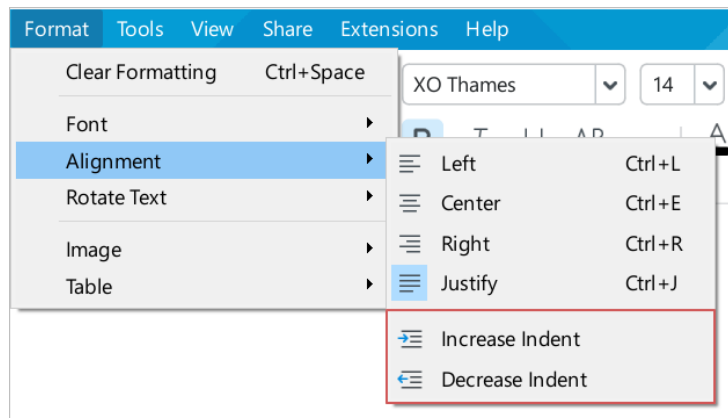 Format Tools View Share Extensions Help
Clear Formatting Ctrl+Space
XO Thames 14
Font
Alignment
Rotate Text
Image
Table
Left Ctrl+L
Center Ctrl+E
Right Ctrl+R
Justify Ctrl+J
Increase Indent
Decrease Indent